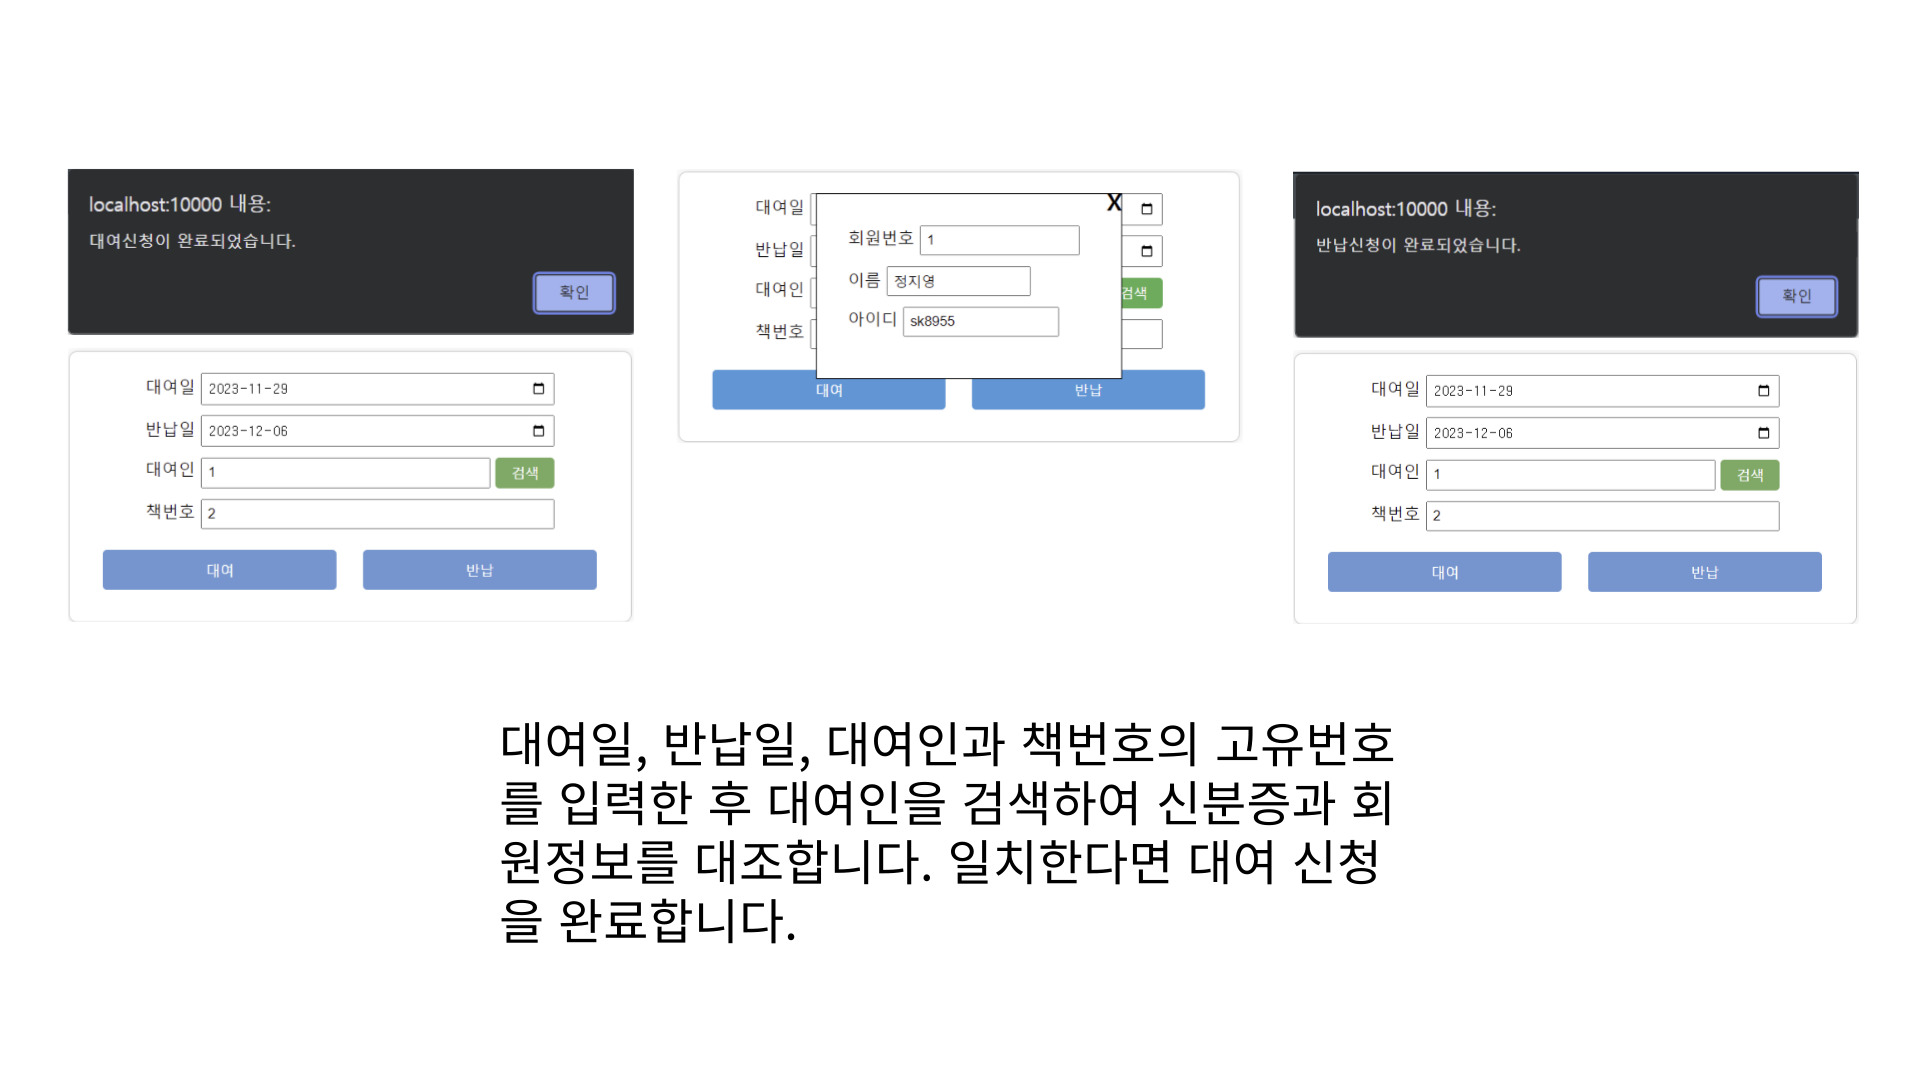 localhost:10000 내용:
대여신청이 완료되었습니다.
확인
대여일 2023-11-29
반납일 2023-12-06
대여인 1 검색
책번호 2
대여 반납
대여일
반납일
대여인 검색
책번호
X
회원번호 1
이름 정지영
아이디 sk8955
대여 반납
localhost:10000 내용:
반납신청이 완료되었습니다.
확인
대여일 2023-11-29
반납일 2023-12-06
대여인 1 검색
책번호 2
대여 반납
대여일, 반납일, 대여인과 책번호의 고유번호
를 입력한 후 대여인을 검색하여 신분증과 회
원정보를 대조합니다. 일치한다면 대여 신청
을 완료합니다.